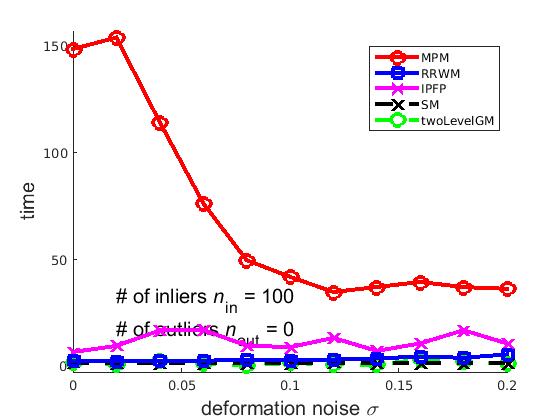 150
100
50
0
time
MPM
RRWM
IPFP
SM
twoLevelGM
# of inliers n_in = 100
# of outliers n_out = 0
0 0.05 0.1 0.15 0.2
deformation noise σ